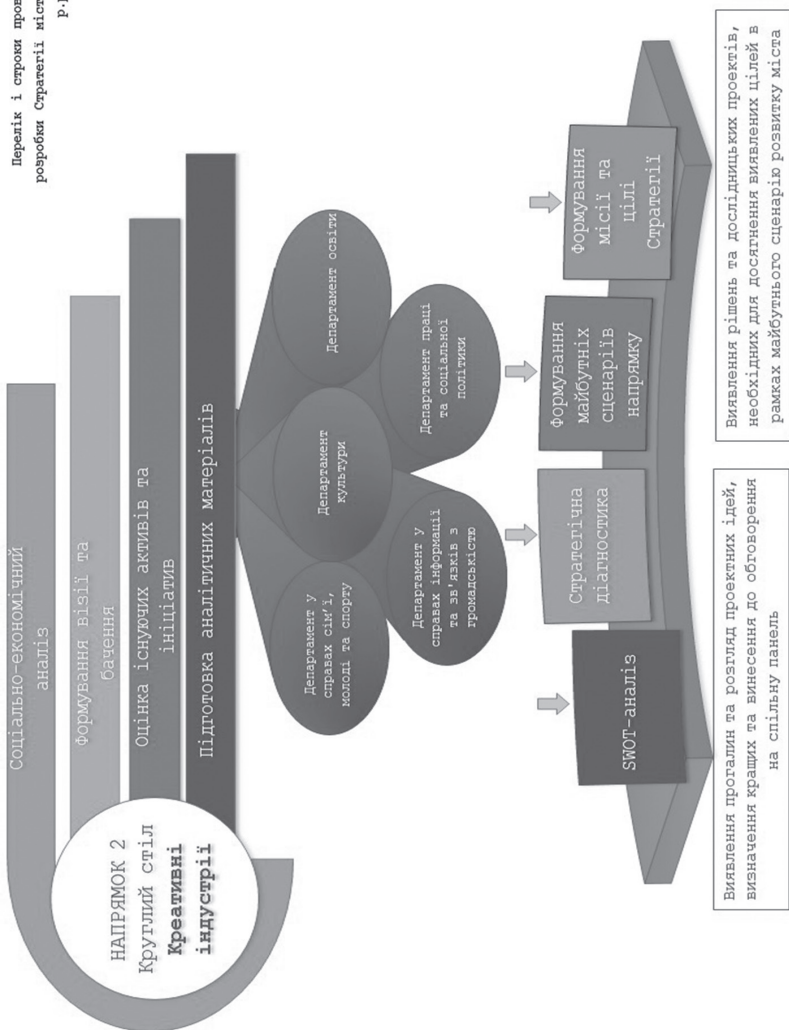 Перелік і строки пров
розробки Стратегії міст
р.р
Соціально-економічний
аналіз
Формування візії та
бачення
Оцінка існуючих активів та
ініціатив
Підготовка аналітичних матеріалів
НАПРЯМОК 2
Круглий стіл
Креативні
індустрії
Департамент у
справах сім'ї,
молоді та спорту
Департамент
культури
Департамент освіти
Департамент у
справах інформації
та зв'язків з
громадськістю
Департамент праці
та соціальної
політики
SWOT-аналіз
Стратегічна
діагностика
Формування
майбутніх
сценаріїв
напрямку
Формування
місії та
цілі
Стратегії
Виявлення прогалин та розгляд проектних ідей,
визначення кращих та винесення до обговорення
на спільну панель
Виявлення рішень та дослідницьких проектів,
необхідних для досягнення виявлених цілей в
рамках майбутнього сценарію розвитку міста